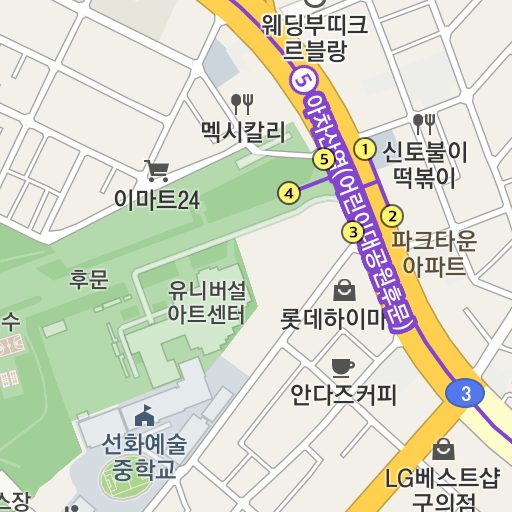 웨딩부띠크
르블랑
5
아차산역(어린이대공원후문)
멕시칼리
신토불이
떡볶이
1
5
4
2
3
이마트24
파크타운
아파트
후문
유니버설
아트센터
수
롯데하이마
안다즈커피
3
선화예술
중학교
LG베스트샵
구의점
스장